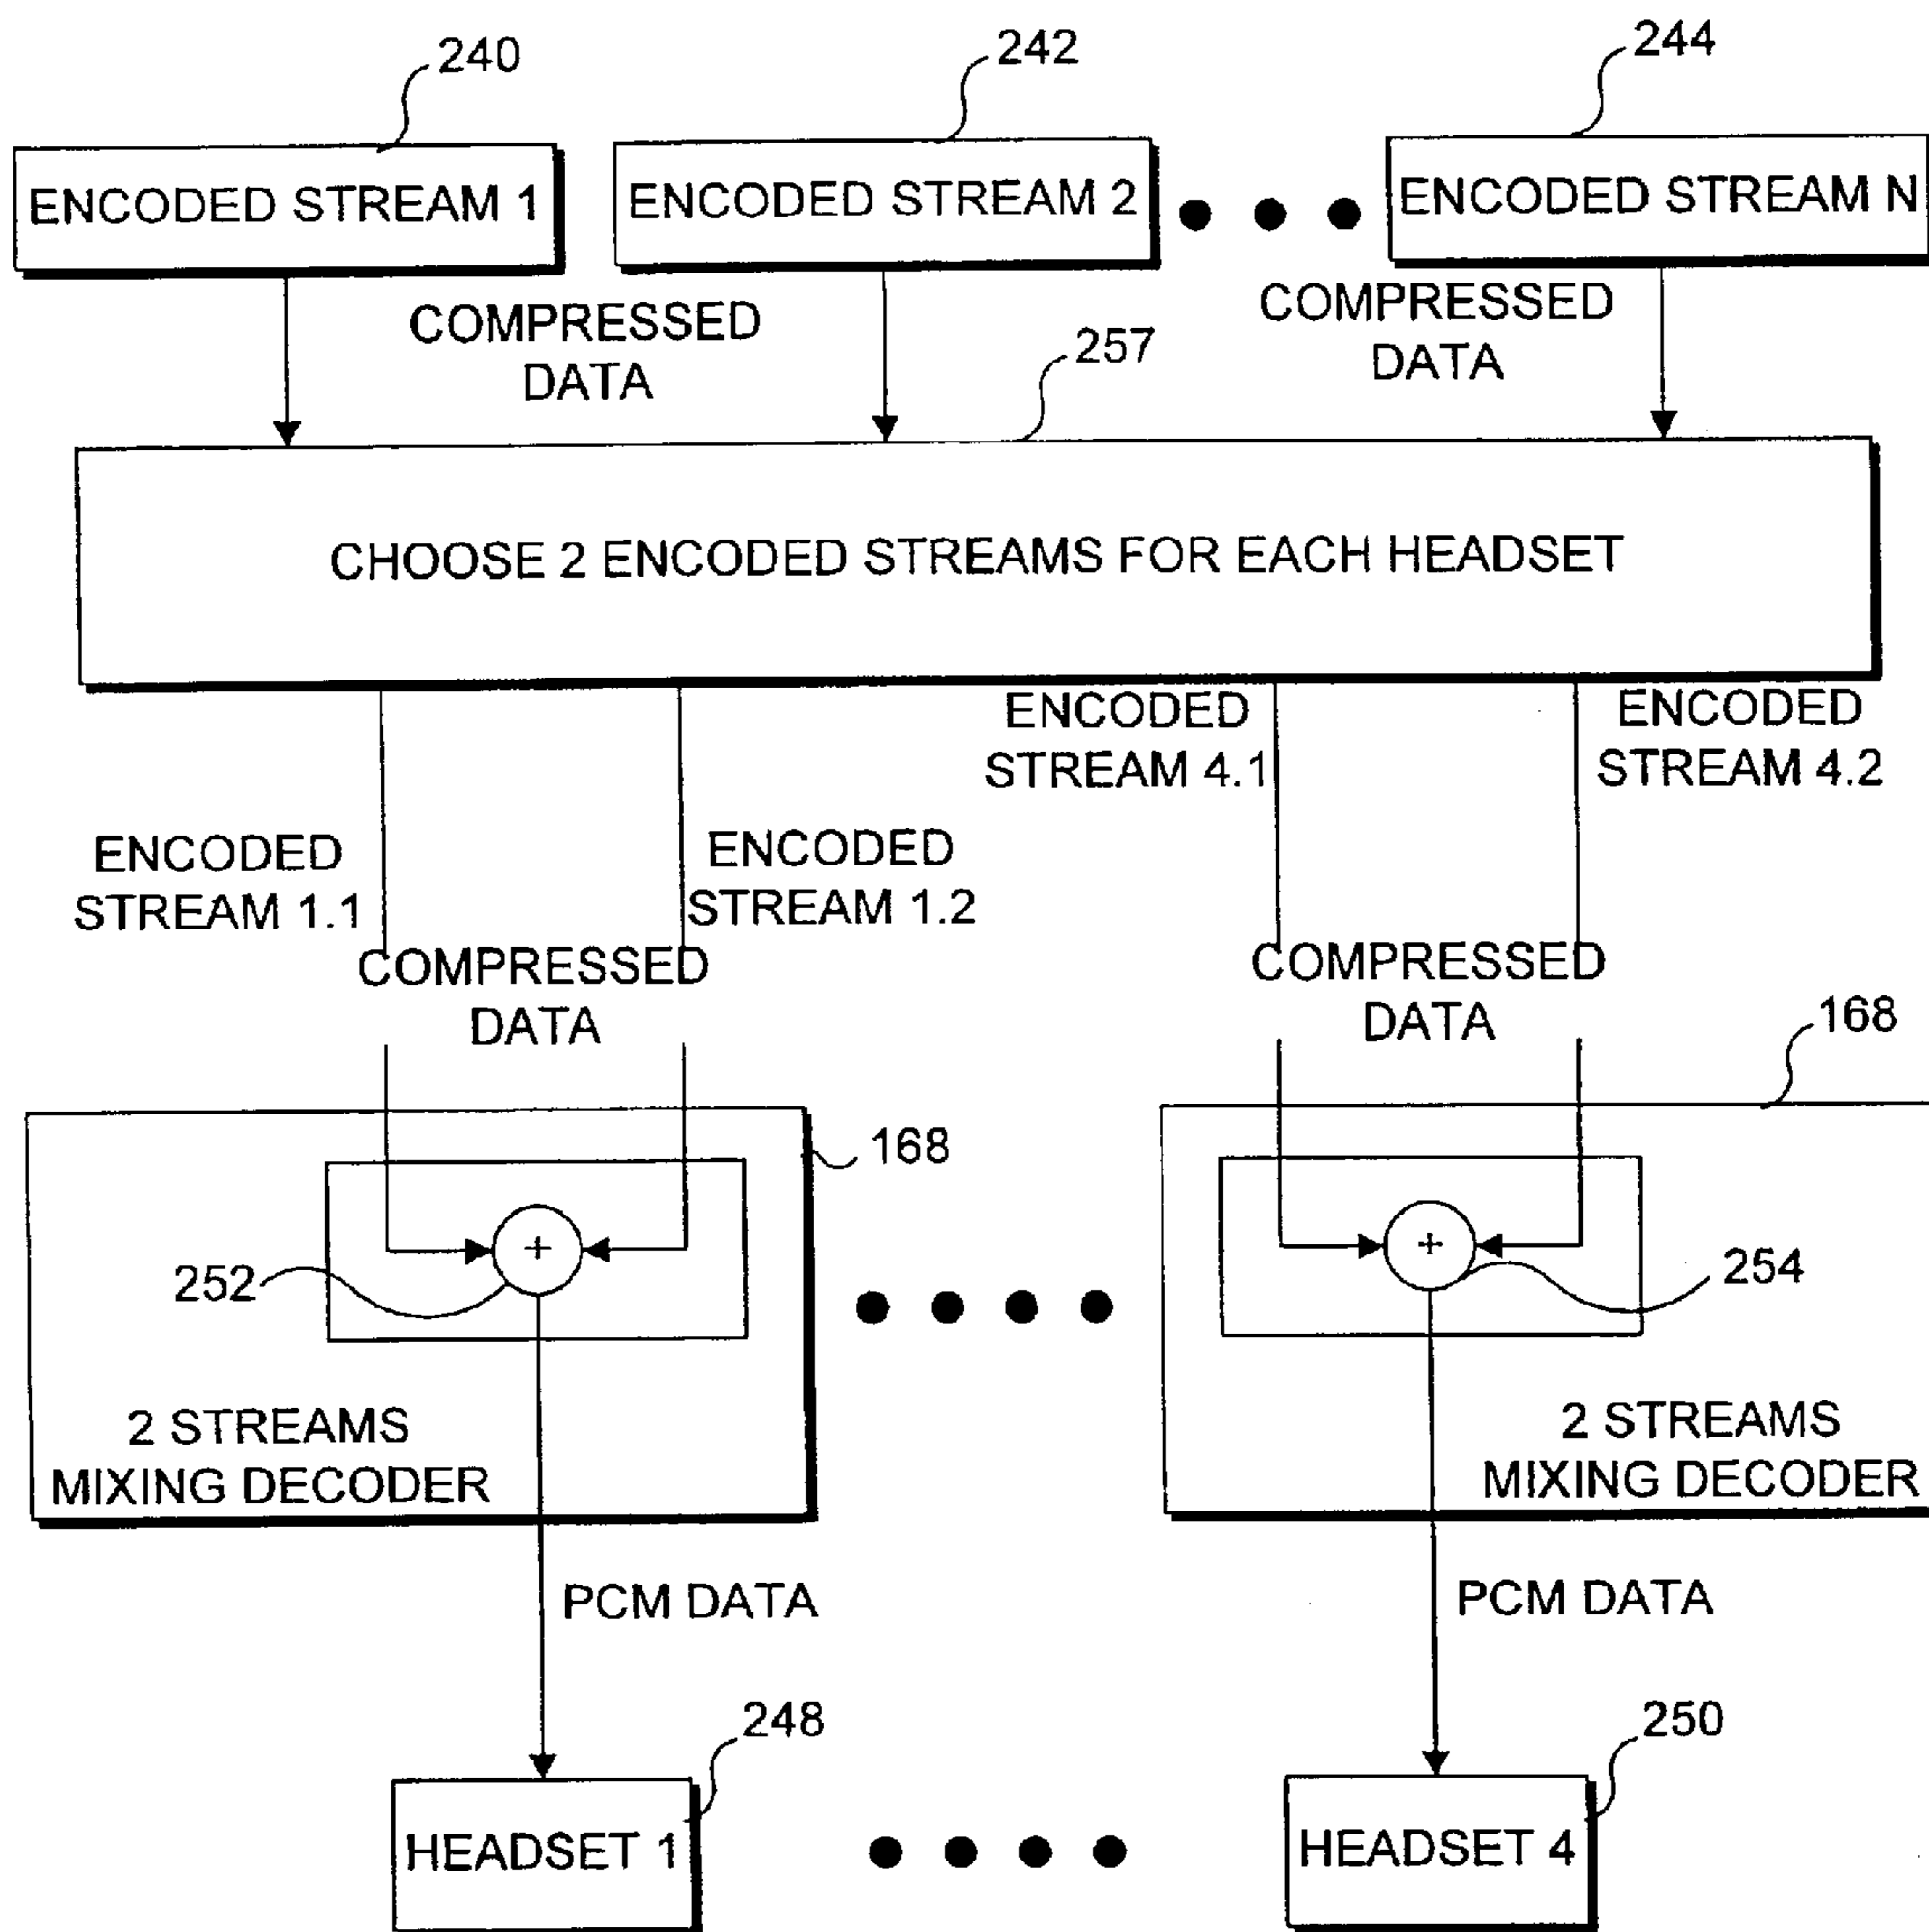 240
242
244
ENCODED STREAM 1
ENCODED STREAM 2
ENCODED STREAM N
COMPRESSED
DATA
COMPRESSED
DATA
257
CHOOSE 2 ENCODED STREAMS FOR EACH HEADSET
ENCODED
STREAM 4.1
ENCODED
STREAM 4.2
ENCODED
STREAM 1.1
ENCODED
STREAM 1.2
COMPRESSED
DATA
COMPRESSED
DATA
168
168
+
+
252
254
2 STREAMS
MIXING DECODER
2 STREAMS
MIXING DECODER
PCM DATA
PCM DATA
248
250
HEADSET 1
HEADSET 4